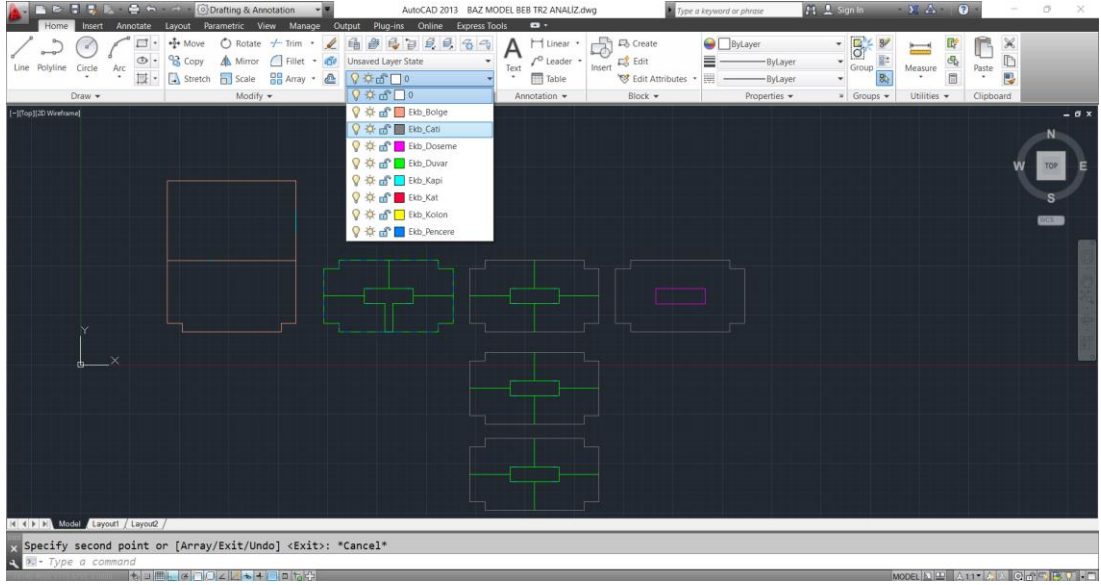 Drafting & Annotation
AutoCAD 2013 BAZ MODEL BEB TR2 ANALİZ.dwg
Type a keyword or phrase
Sign In
Home Insert Annotate Layout Parametric View Manage Output Plug-ins Online Express Tools
Line Polyline Circle Arc
Move Rotate Trim
Copy Mirror Fillet
Stretch Scale Array
Unsaved Layer State
0
Text
Linear
Leader
Table
Insert
Create
Edit
Edit Attributes
ByLayer
ByLayer
ByLayer
Group
Measure
Paste
Draw Modify Annotation Block Properties Groups Utilities Clipboard
0
Ekb_Bolge
Ekb_Cati
Ekb_Doseme
Ekb_Duvar
Ekb_Kapi
Ekb_Kat
Ekb_Kolon
Ekb_Pencere
[−][Top][2D Wireframe]
N
W TOP E
S
WCS
Y
X
Model Layout1 Layout2
Specify second point or [Array/Exit/Undo] <Exit>: *Cancel*
Type a command
MODEL
1:1